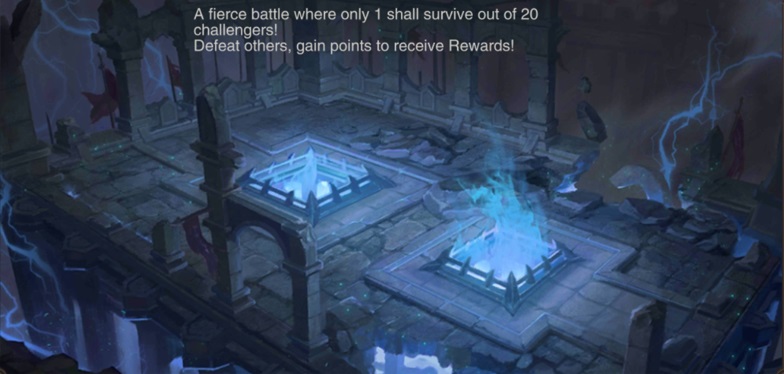 A fierce battle where only 1 shall survive out of 20
challengers!
Defeat others, gain points to receive Rewards!